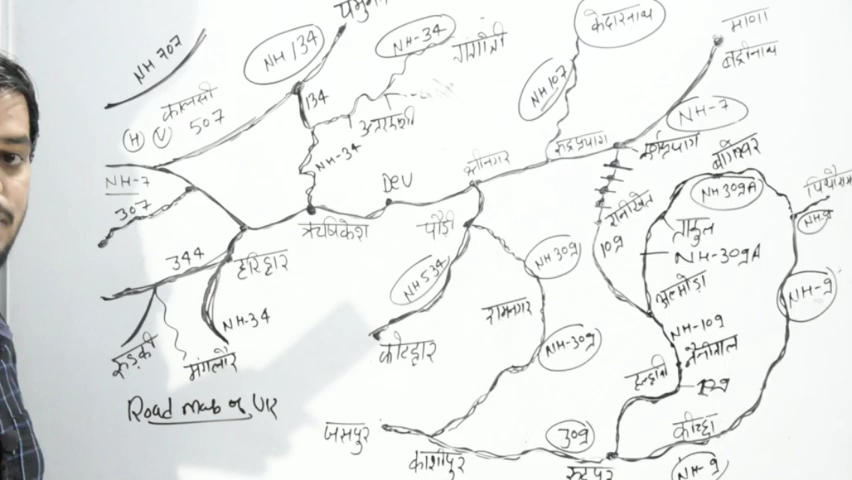 NH 707
NH 134
NH-34
गंगोत्री
केदारनाथ
माणा
बद्रीनाथ
कालसी
H V 507
134
NH 107
उत्तरकाशी
NH-7
NH-34
श्रीनगर
रुद्रप्रयाग
कर्णप्रयाग
बागेश्वर
NH-7
307
Dev
ऋषिकेश
पौड़ी
रानीखेत
109
NH 309A
NH-9
ताकुल
NH-309A
344
हरिद्वार
NH 534
NH 309
रामनगर
अल्मोड़ा
NH-9
NH-34
NH-109
रुड़की
मंगलौर
कोटद्वार
NH-309
नैनीताल
Road map of UK
जसपुर
काशीपुर
309
रुद्रपुर
किच्छा
NH-9